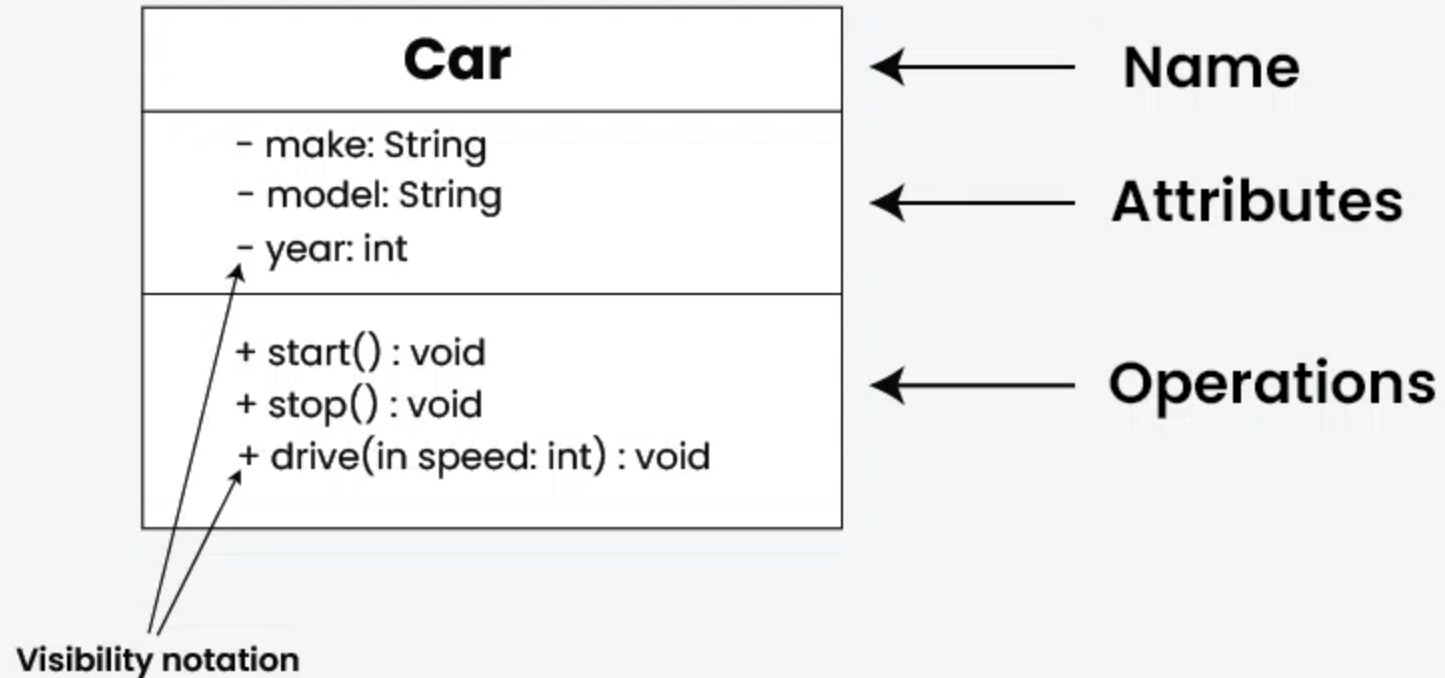 Car
Name
- make: String
- model: String
- year: int
Attributes
+ start() : void
+ stop() : void
+ drive(in speed: int) : void
Operations
Visibility notation